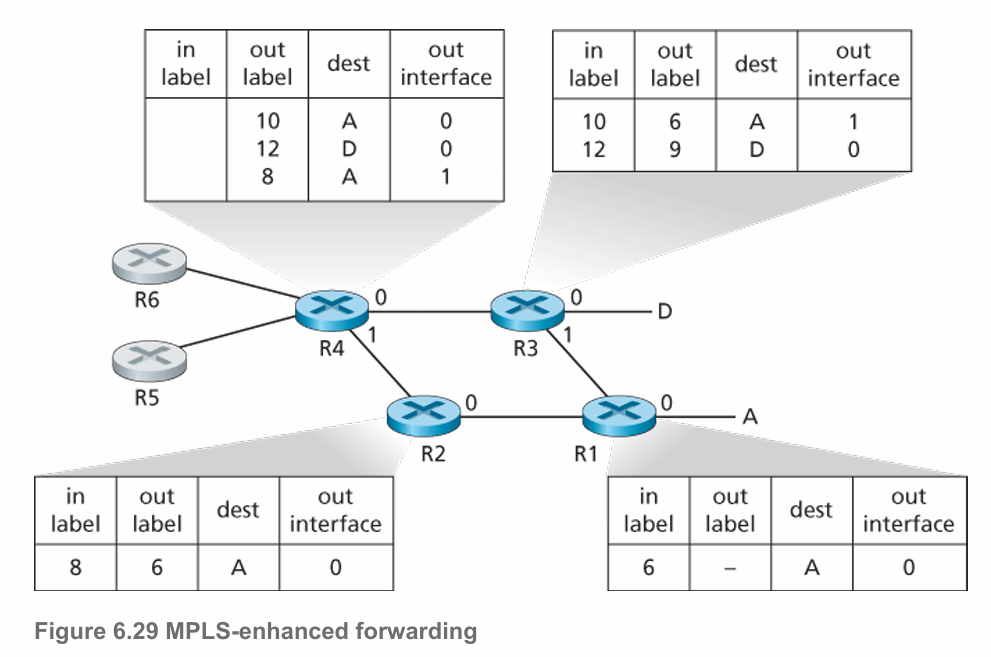 in label out label dest out interface
10 A 0
12 D 0
8 A 1
in label out label dest out interface
10 6 A 1
12 9 D 0
R6
R5
R4
0
1
R3
0
1
D
R2
0
R1
0
A
in label out label dest out interface
8 6 A 0
in label out label dest out interface
6 – A 0
Figure 6.29 MPLS-enhanced forwarding